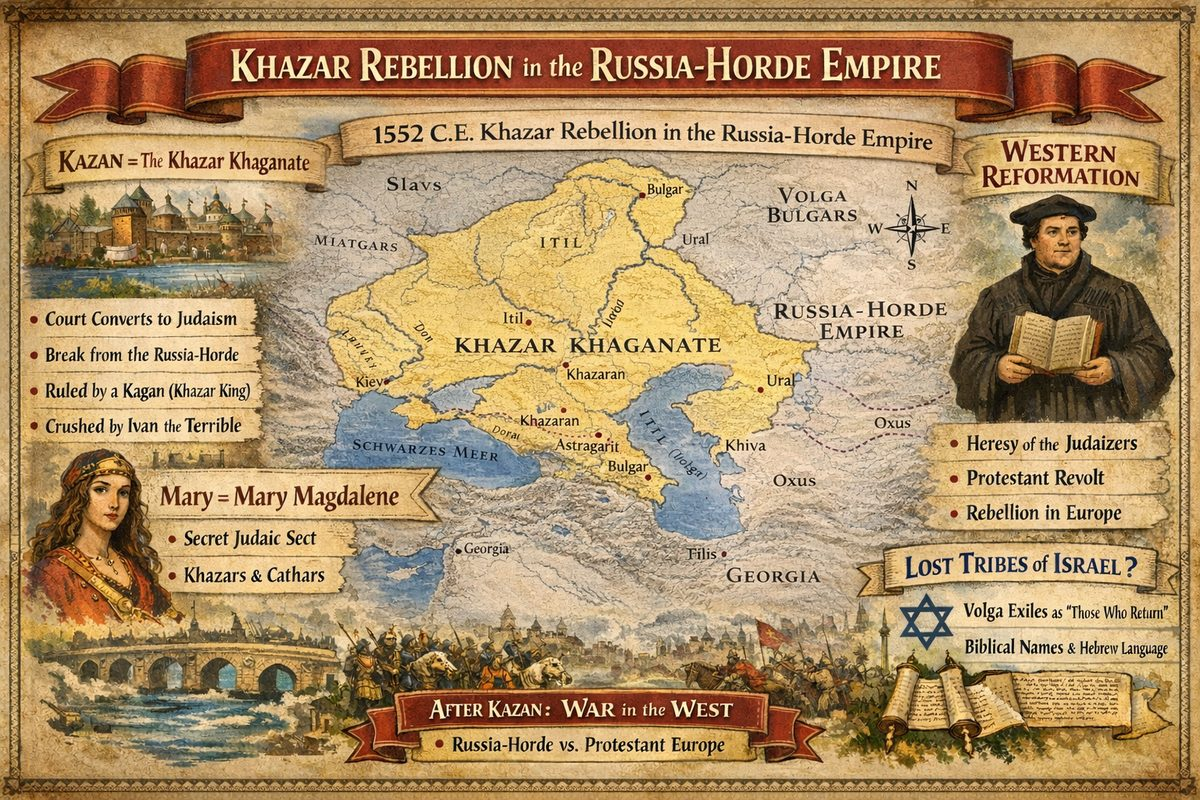 KHAZAR REBELLION IN THE RUSSIA-HORDE EMPIRE
1552 C.E. Khazar Rebellion in the Russia-Horde Empire
KAZAN = THE KHAZAR KHAGANATE
Court Converts to Judaism
Break from the Russia-Horde
Ruled by a Kagan (Khazar King)
Crushed by Ivan the Terrible
Mary = Mary Magdalene
Secret Judaic Sect
Khazars & Cathars
SLAVS
MIATGARS
Bulgar
VOLGA
BULGARS
N
W
E
S
ITIL
Ural
Itil
Don
RUSSIA-HORDE
EMPIRE
KHAZAR KHAGANATE
Kiev
Khazaran
Ural
Khazaran
Astragarit
SCHWARZES MEER
ITIL (Volga)
Bulgar
Khiva
Oxus
OXUS
Georgia
Filis
GEORGIA
WESTERN
REFORMATION
Heresy of the Judaizers
Protestant Revolt
Rebellion in Europe
LOST TRIBES OF ISRAEL?
Volga Exiles as "Those Who Return"
Biblical Names & Hebrew Language
AFTER KAZAN: WAR IN THE WEST
Russia-Horde vs. Protestant Europe